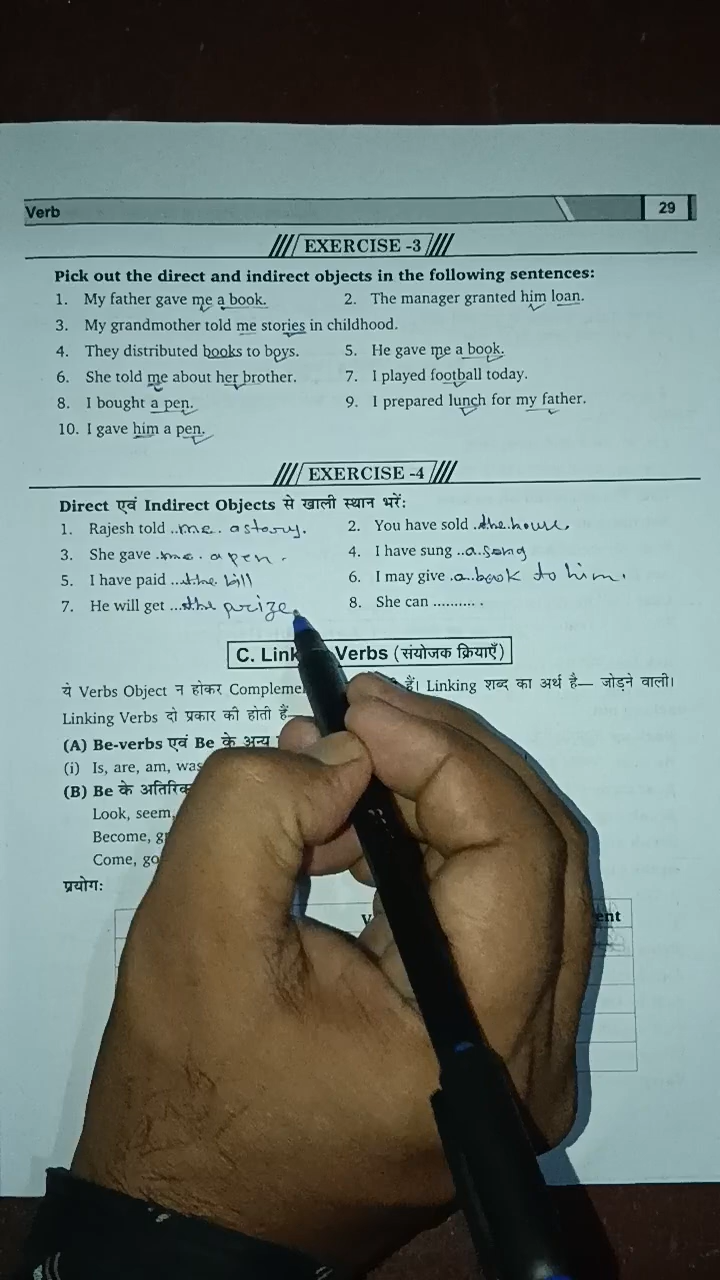 Verb 29
EXERCISE -3
Pick out the direct and indirect objects in the following sentences:
1. My father gave me a book. 2. The manager granted him loan.
3. My grandmother told me stories in childhood.
4. They distributed books to boys. 5. He gave me a book.
6. She told me about her brother. 7. I played football today.
8. I bought a pen. 9. I prepared lunch for my father.
10. I gave him a pen.
EXERCISE -4
Direct एवं Indirect Objects से खाली स्थान भरें:
1. Rajesh told ..me. a story. 2. You have sold .the house.
3. She gave .me. a pen. 4. I have sung ..a song
5. I have paid ...the bill 6. I may give .a book to him.
7. He will get ...the prize. 8. She can .......... .
C. Link Verbs (संयोजक क्रियाएँ)
ये Verbs Object न होकर Compleme हैं। Linking शब्द का अर्थ है— जोड़ने वाली।
Linking Verbs दो प्रकार की होती हैं—
(A) Be-verbs एवं Be के अन्य
(i) Is, are, am, was
(B) Be के अतिरिक्
Look, seem,
Become, g
Come, go
प्रयोग:
V ent